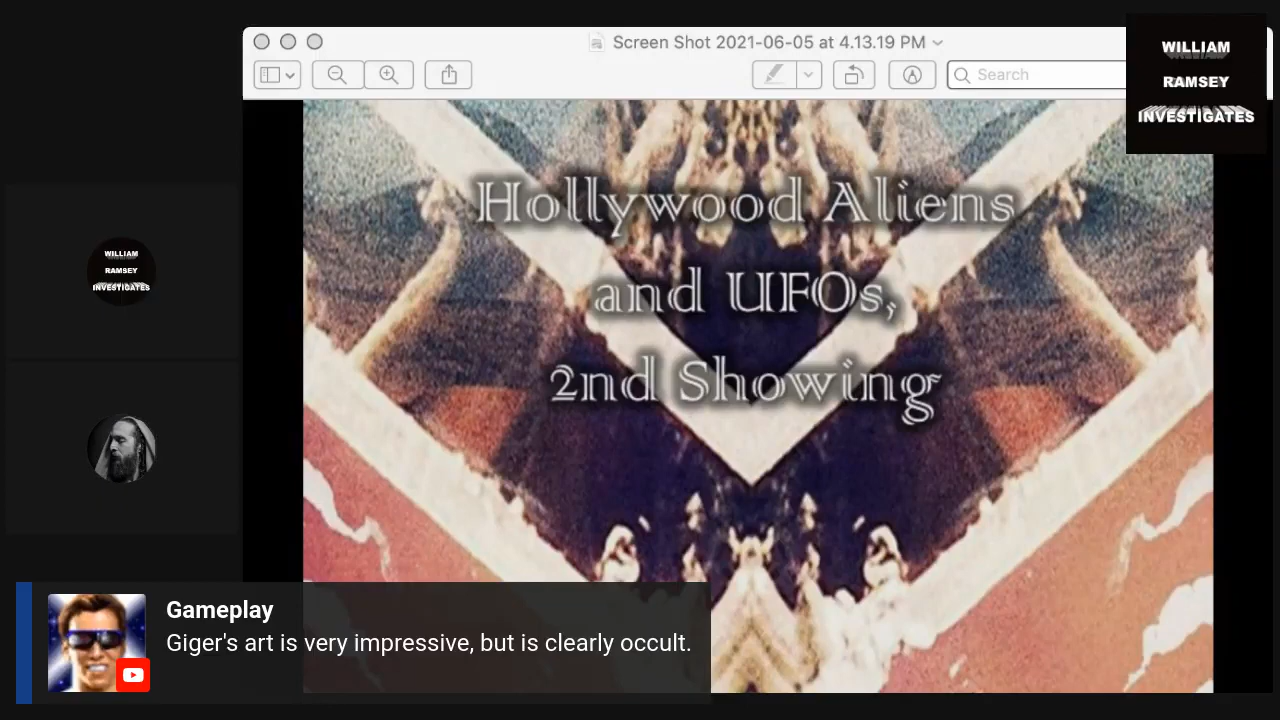 Screen Shot 2021-06-05 at 4.13.19 PM
Search
WILLIAM
RAMSEY
INVESTIGATES
Hollywood Aliens
and UFOs,
2nd Showing
WILLIAM
RAMSEY
INVESTIGATES
Gameplay
Giger's art is very impressive, but is clearly occult.